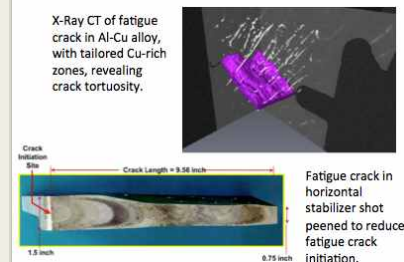 X-Ray CT of fatigue
crack in Al-Cu alloy,
with tailored Cu-rich
zones, revealing
crack tortuosity.
Crack
Initiation
Site
Crack Length = 9.56 inch
1.5 inch
0.75 inch
Fatigue crack in
horizontal
stabilizer shot
peened to reduce
fatigue crack
initiation.